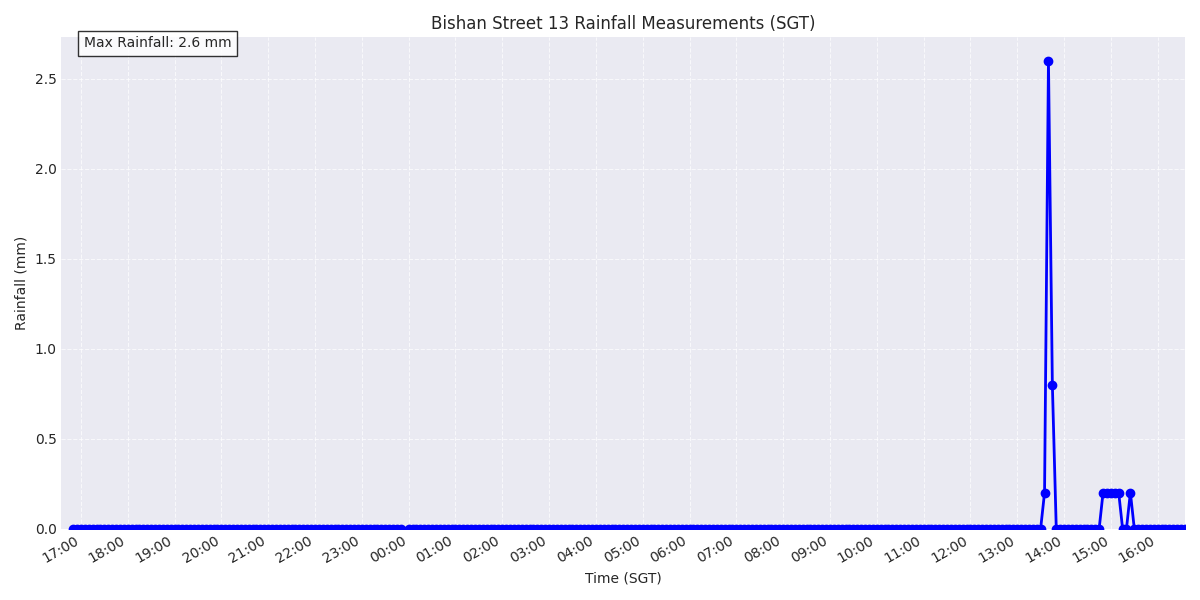 Bishan Street 13 Rainfall Measurements (SGT)
Max Rainfall: 2.6 mm
2.5
2.0
1.5
1.0
0.5
0.0
Rainfall (mm)
17:00 18:00 19:00 20:00 21:00 22:00 23:00 00:00 01:00 02:00 03:00 04:00 05:00 06:00 07:00 08:00 09:00 10:00 11:00 12:00 13:00 14:00 15:00 16:00
Time (SGT)